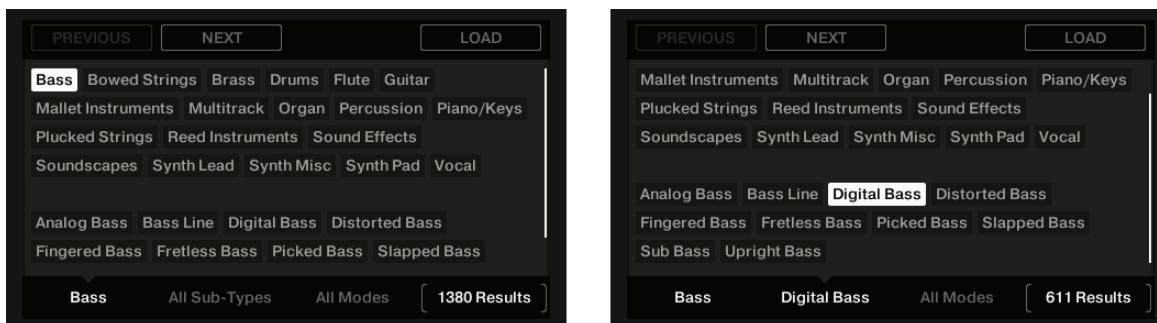 PREVIOUS NEXT LOAD
Bass Bowed Strings Brass Drums Flute Guitar
Mallet Instruments Multitrack Organ Percussion Piano/Keys
Plucked Strings Reed Instruments Sound Effects
Soundscapes Synth Lead Synth Misc Synth Pad Vocal
Analog Bass Bass Line Digital Bass Distorted Bass
Fingered Bass Fretless Bass Picked Bass Slapped Bass
Bass All Sub-Types All Modes 1380 Results
PREVIOUS NEXT LOAD
Mallet Instruments Multitrack Organ Percussion Piano/Keys
Plucked Strings Reed Instruments Sound Effects
Soundscapes Synth Lead Synth Misc Synth Pad Vocal
Analog Bass Bass Line Digital Bass Distorted Bass
Fingered Bass Fretless Bass Picked Bass Slapped Bass
Sub Bass Upright Bass
Bass Digital Bass All Modes 611 Results